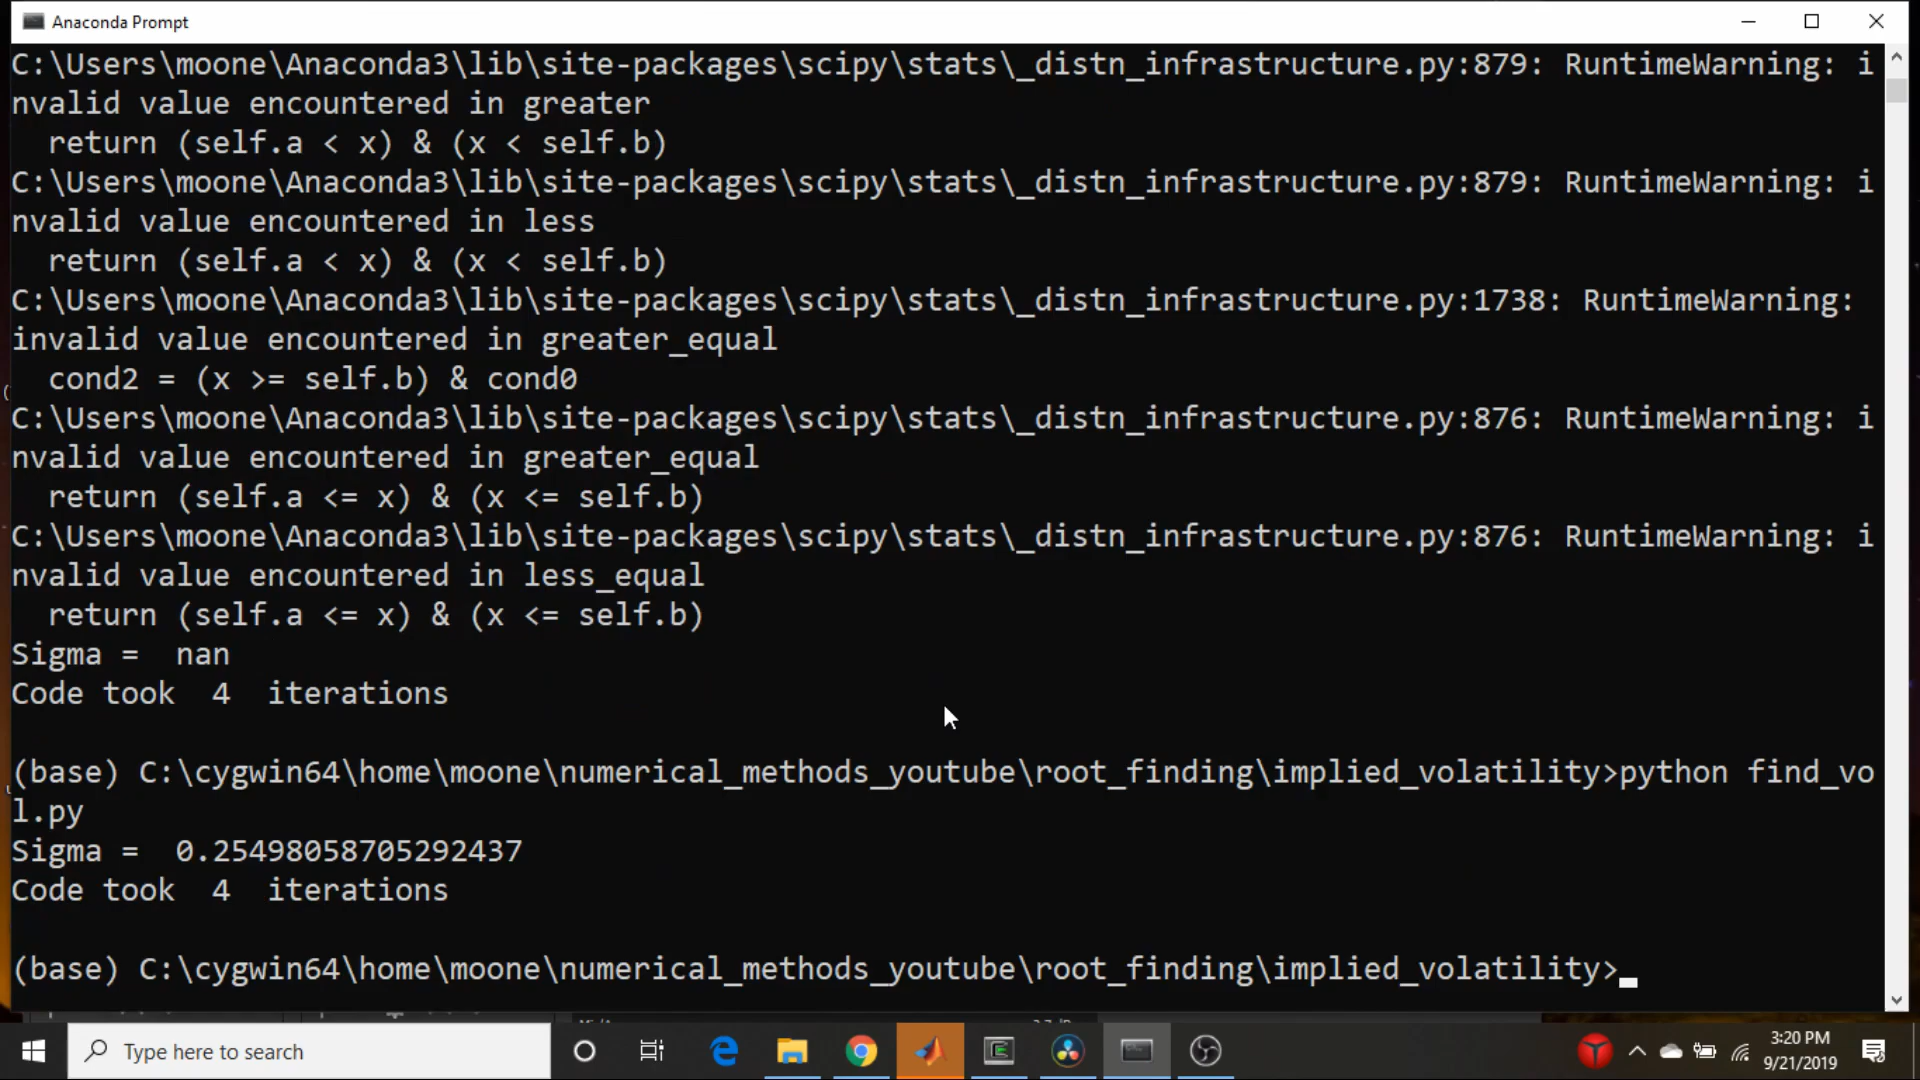 Anaconda Prompt
C:\Users\moone\Anaconda3\lib\site-packages\scipy\stats\_distn_infrastructure.py:879: RuntimeWarning: i
nvalid value encountered in greater
  return (self.a < x) & (x < self.b)
C:\Users\moone\Anaconda3\lib\site-packages\scipy\stats\_distn_infrastructure.py:879: RuntimeWarning: i
nvalid value encountered in less
  return (self.a < x) & (x < self.b)
C:\Users\moone\Anaconda3\lib\site-packages\scipy\stats\_distn_infrastructure.py:1738: RuntimeWarning:
invalid value encountered in greater_equal
  cond2 = (x >= self.b) & cond0
C:\Users\moone\Anaconda3\lib\site-packages\scipy\stats\_distn_infrastructure.py:876: RuntimeWarning: i
nvalid value encountered in greater_equal
  return (self.a <= x) & (x <= self.b)
C:\Users\moone\Anaconda3\lib\site-packages\scipy\stats\_distn_infrastructure.py:876: RuntimeWarning: i
nvalid value encountered in less_equal
  return (self.a <= x) & (x <= self.b)
Sigma =  nan
Code took  4  iterations
(base) C:\cygwin64\home\moone\numerical_methods_youtube\root_finding\implied_volatility>python find_vo
l.py
Sigma =  0.25498058705292437
Code took  4  iterations
(base) C:\cygwin64\home\moone\numerical_methods_youtube\root_finding\implied_volatility>
Type here to search
3:20 PM
9/21/2019